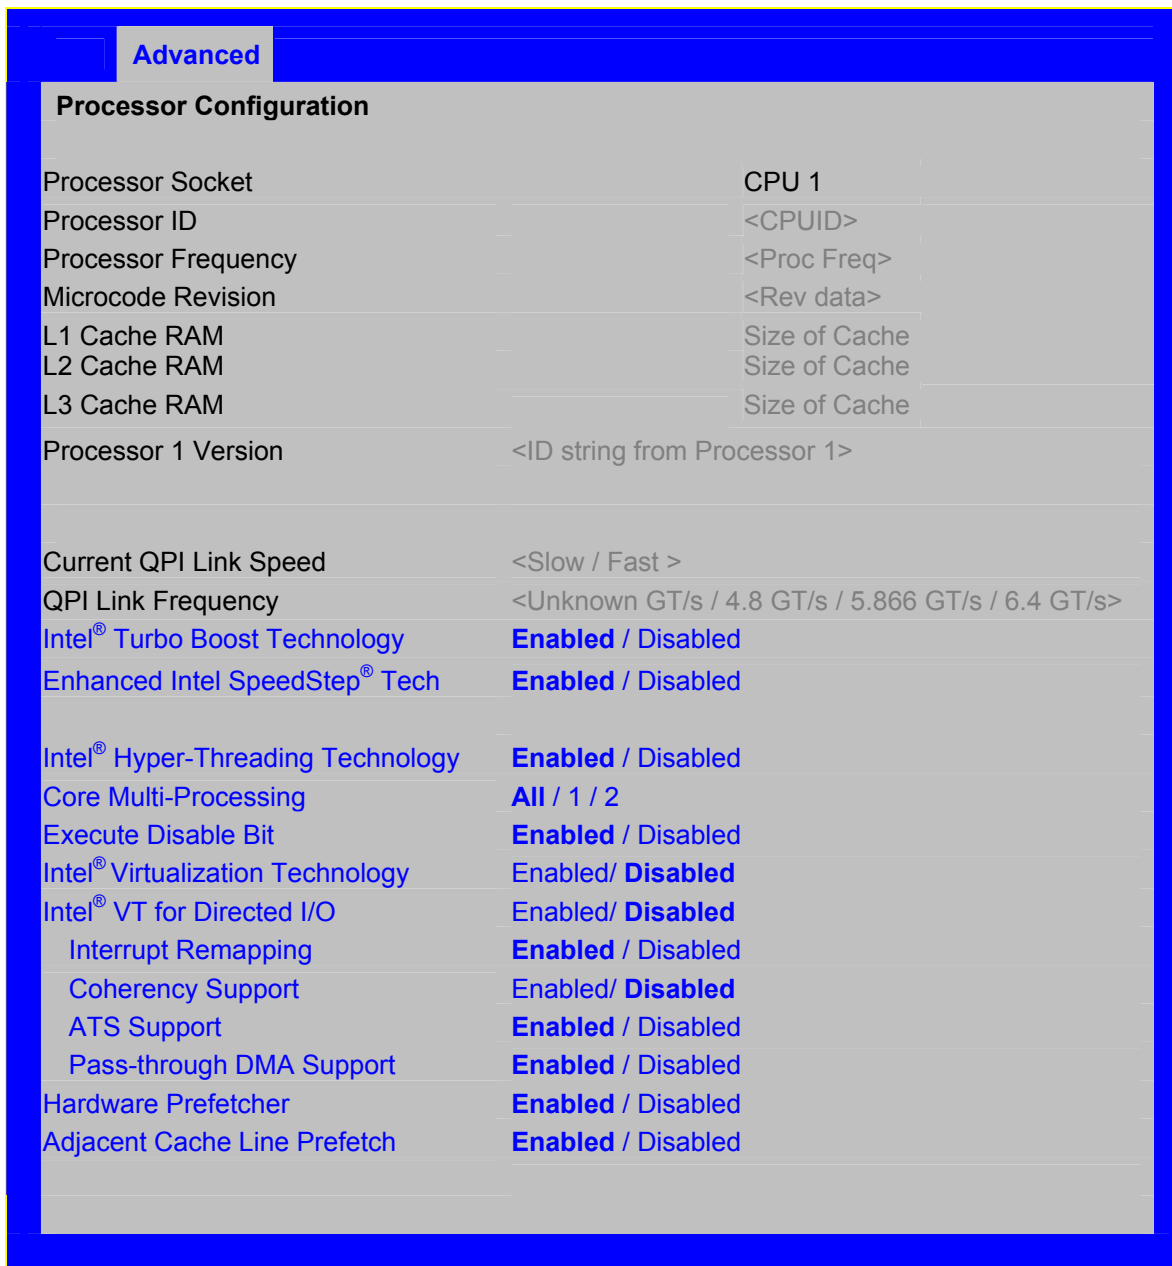 Advanced
Processor Configuration
Processor Socket CPU 1
Processor ID <CPUID>
Processor Frequency <Proc Freq>
Microcode Revision <Rev data>
L1 Cache RAM Size of Cache
L2 Cache RAM Size of Cache
L3 Cache RAM Size of Cache
Processor 1 Version <ID string from Processor 1>
Current QPI Link Speed <Slow / Fast >
QPI Link Frequency <Unknown GT/s / 4.8 GT/s / 5.866 GT/s / 6.4 GT/s>
Intel® Turbo Boost Technology Enabled / Disabled
Enhanced Intel SpeedStep® Tech Enabled / Disabled
Intel® Hyper-Threading Technology Enabled / Disabled
Core Multi-Processing All / 1 / 2
Execute Disable Bit Enabled / Disabled
Intel® Virtualization Technology Enabled/ Disabled
Intel® VT for Directed I/O Enabled/ Disabled
Interrupt Remapping Enabled / Disabled
Coherency Support Enabled/ Disabled
ATS Support Enabled / Disabled
Pass-through DMA Support Enabled / Disabled
Hardware Prefetcher Enabled / Disabled
Adjacent Cache Line Prefetch Enabled / Disabled